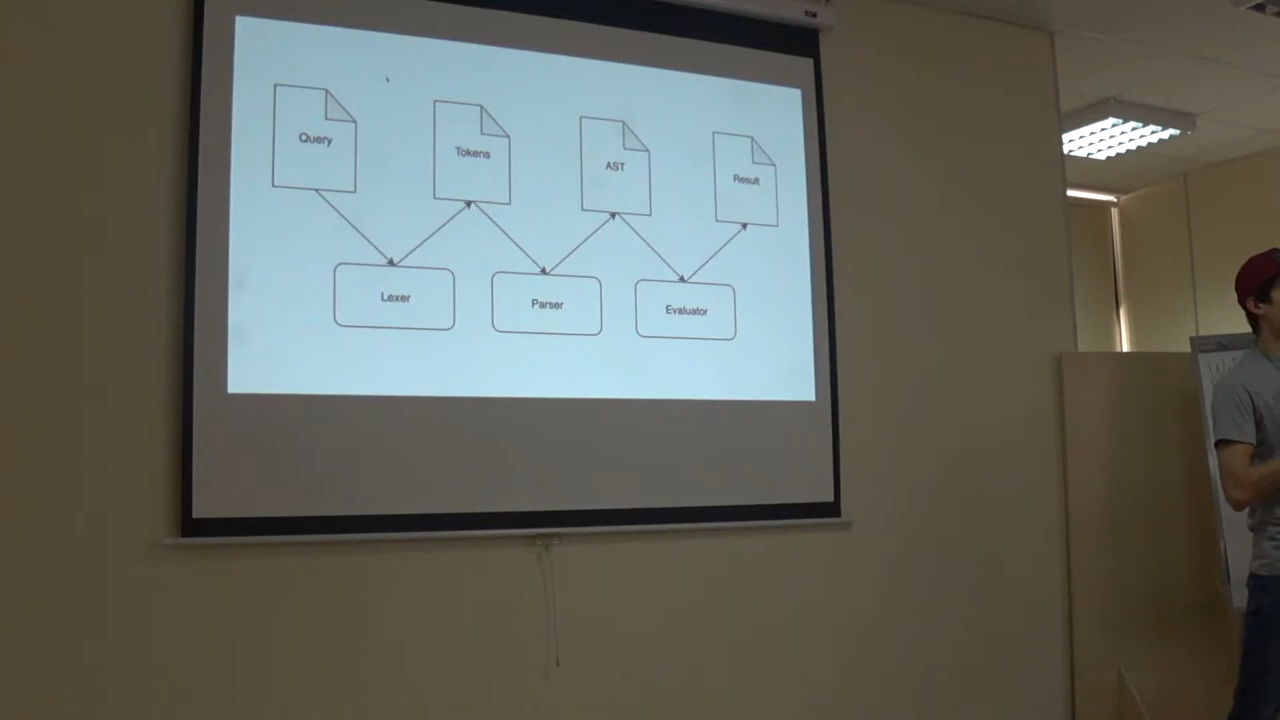 Query
Tokens
AST
Result
Lexer
Parser
Evaluator